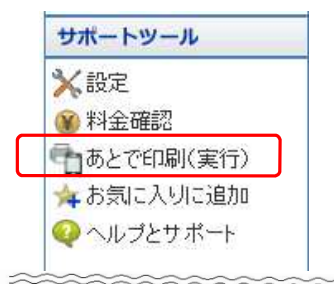 サポートツール
設定
料金確認
あとで印刷(実行)
お気に入りに追加
ヘルプとサポート